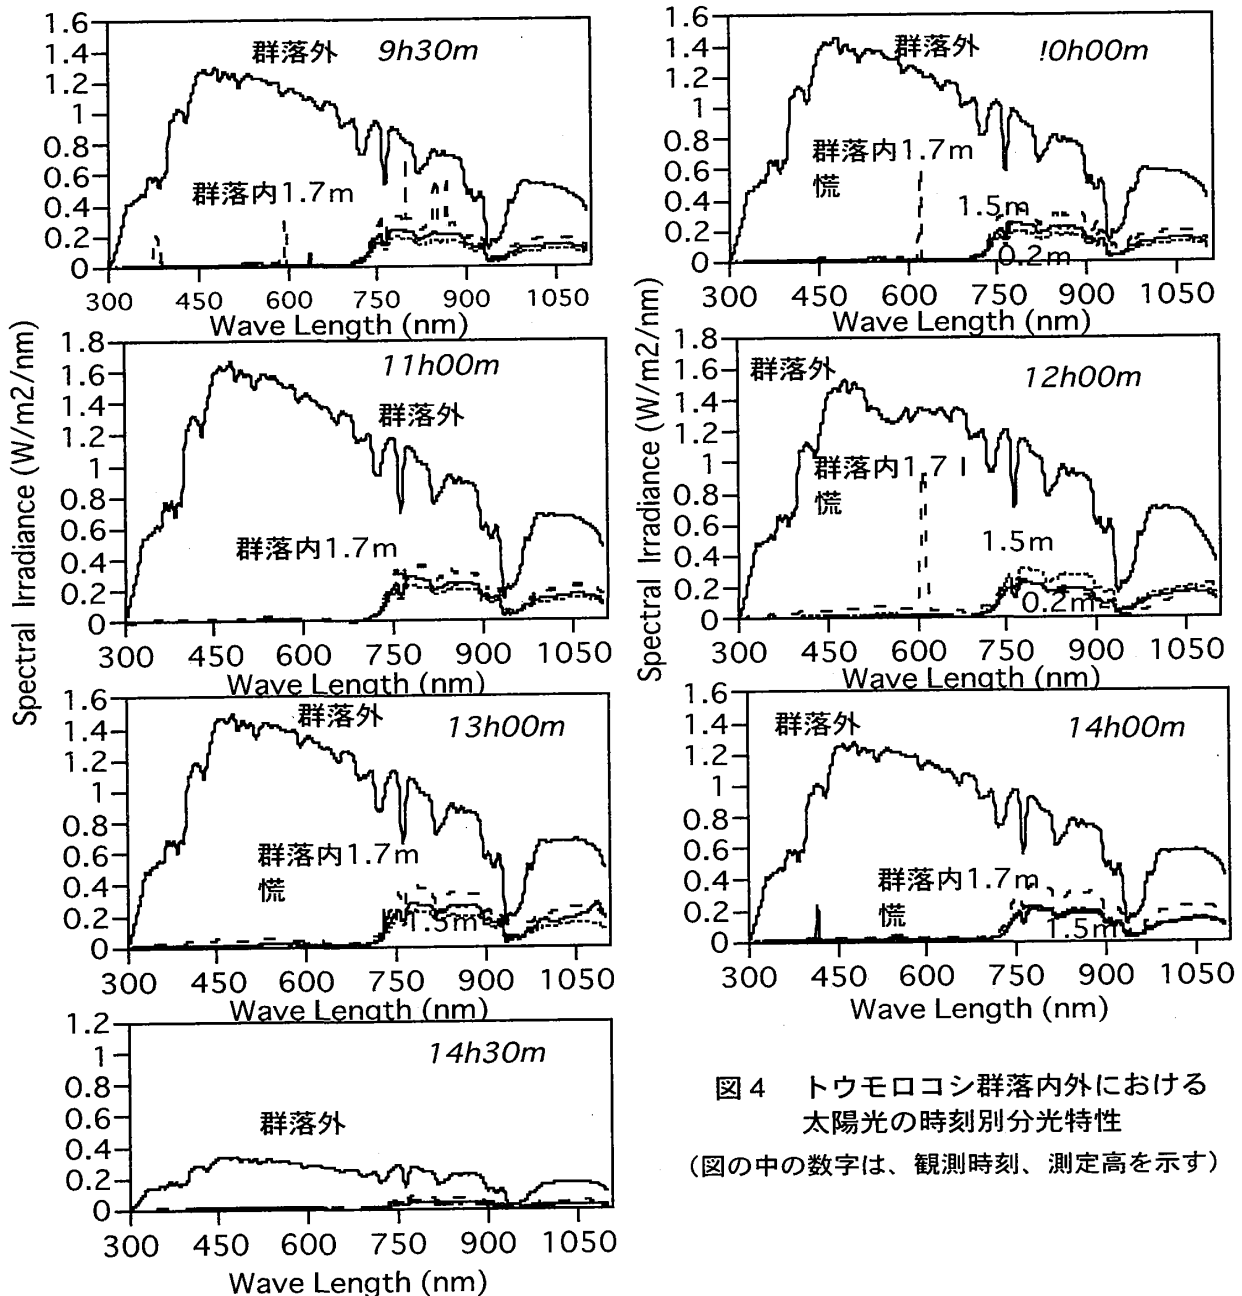 Spectral Irradiance (W/m2/nm)
1.6
1.4
1.2
1
0.8
0.6
0.4
0.2
0
群落外 9h30m
群落内1.7m
300 450 600 750 900 1050
Wave Length (nm)
1.8
1.6
1.4
1.2
1
0.8
0.6
0.4
0.2
0
11h00m
群落外
群落内1.7m
300 450 600 750 900 1050
Wave Length (nm)
1.6
1.4
1.2
1
0.8
0.6
0.4
0.2
0
群落外
13h00m
群落内1.7m
慌
1.5m
300 450 600 750 900 1050
Wave Length (nm)
1.2
1
0.8
0.6
0.4
0.2
0
14h30m
群落外
300 450 600 750 900 1050
Wave Length (nm)
Spectral Irradiance (W/m2/nm)
1.6
1.4
1.2
1
0.8
0.6
0.4
0.2
0
群落外 !0h00m
群落内1.7m
慌
1.5m
0.2m
300 450 600 750 900 1050
Wave Length (nm)
1.8
1.6
1.4
1.2
1
0.8
0.6
0.4
0.2
0
群落外
12h00m
群落内1.7
慌
1.5m
0.2m
300 450 600 750 900 1050
Wave Length (nm)
1.6
1.4
1.2
1
0.8
0.6
0.4
0.2
0
群落外 14h00m
群落内1.7m
慌
1.5m
300 450 600 750 900 1050
Wave Length (nm)
図4 トウモロコシ群落内外における
太陽光の時刻別分光特性
(図の中の数字は、観測時刻、測定高を示す)